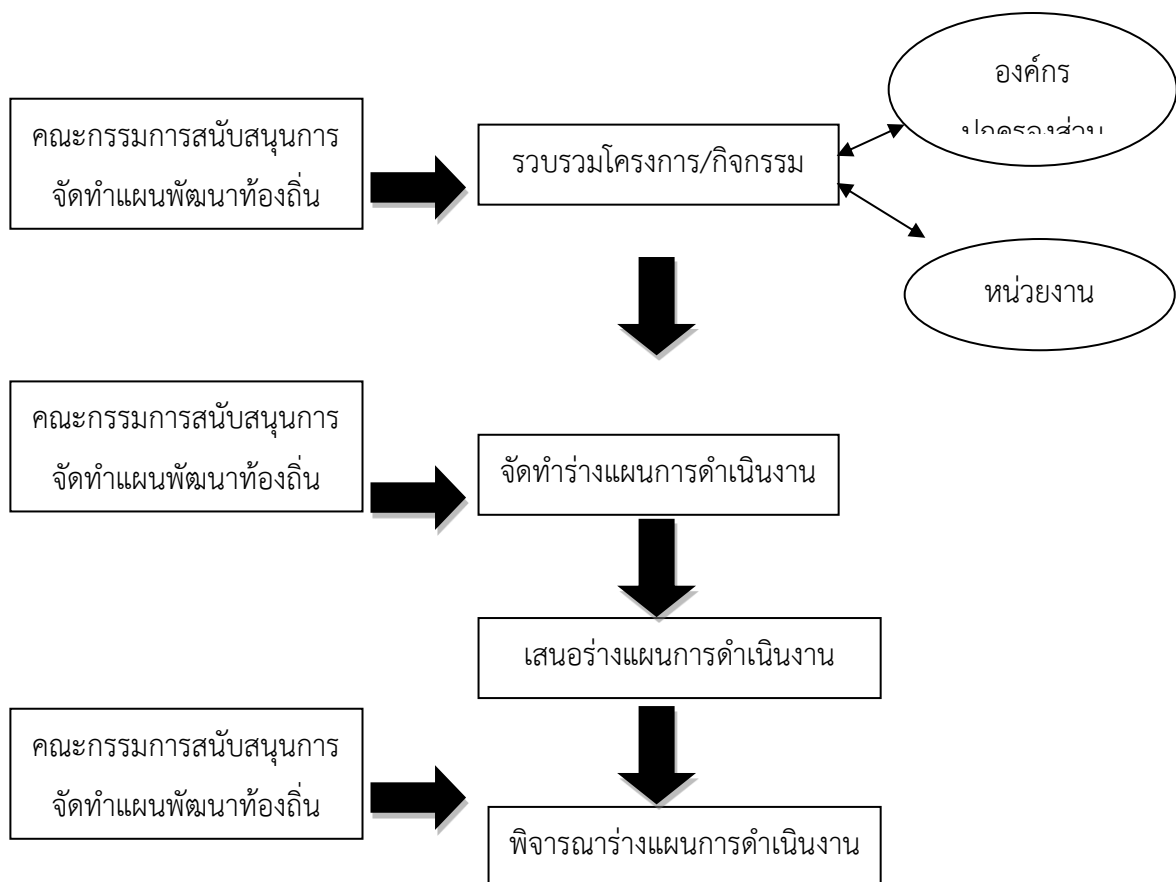 องค์กร
ปกครองส่วน
คณะกรรมการสนับสนุนการ
จัดทำแผนพัฒนาท้องถิ่น
รวบรวมโครงการ/กิจกรรม
หน่วยงาน
คณะกรรมการสนับสนุนการ
จัดทำแผนพัฒนาท้องถิ่น
จัดทำร่างแผนการดำเนินงาน
เสนอร่างแผนการดำเนินงาน
คณะกรรมการสนับสนุนการ
จัดทำแผนพัฒนาท้องถิ่น
พิจารณาร่างแผนการดำเนินงาน